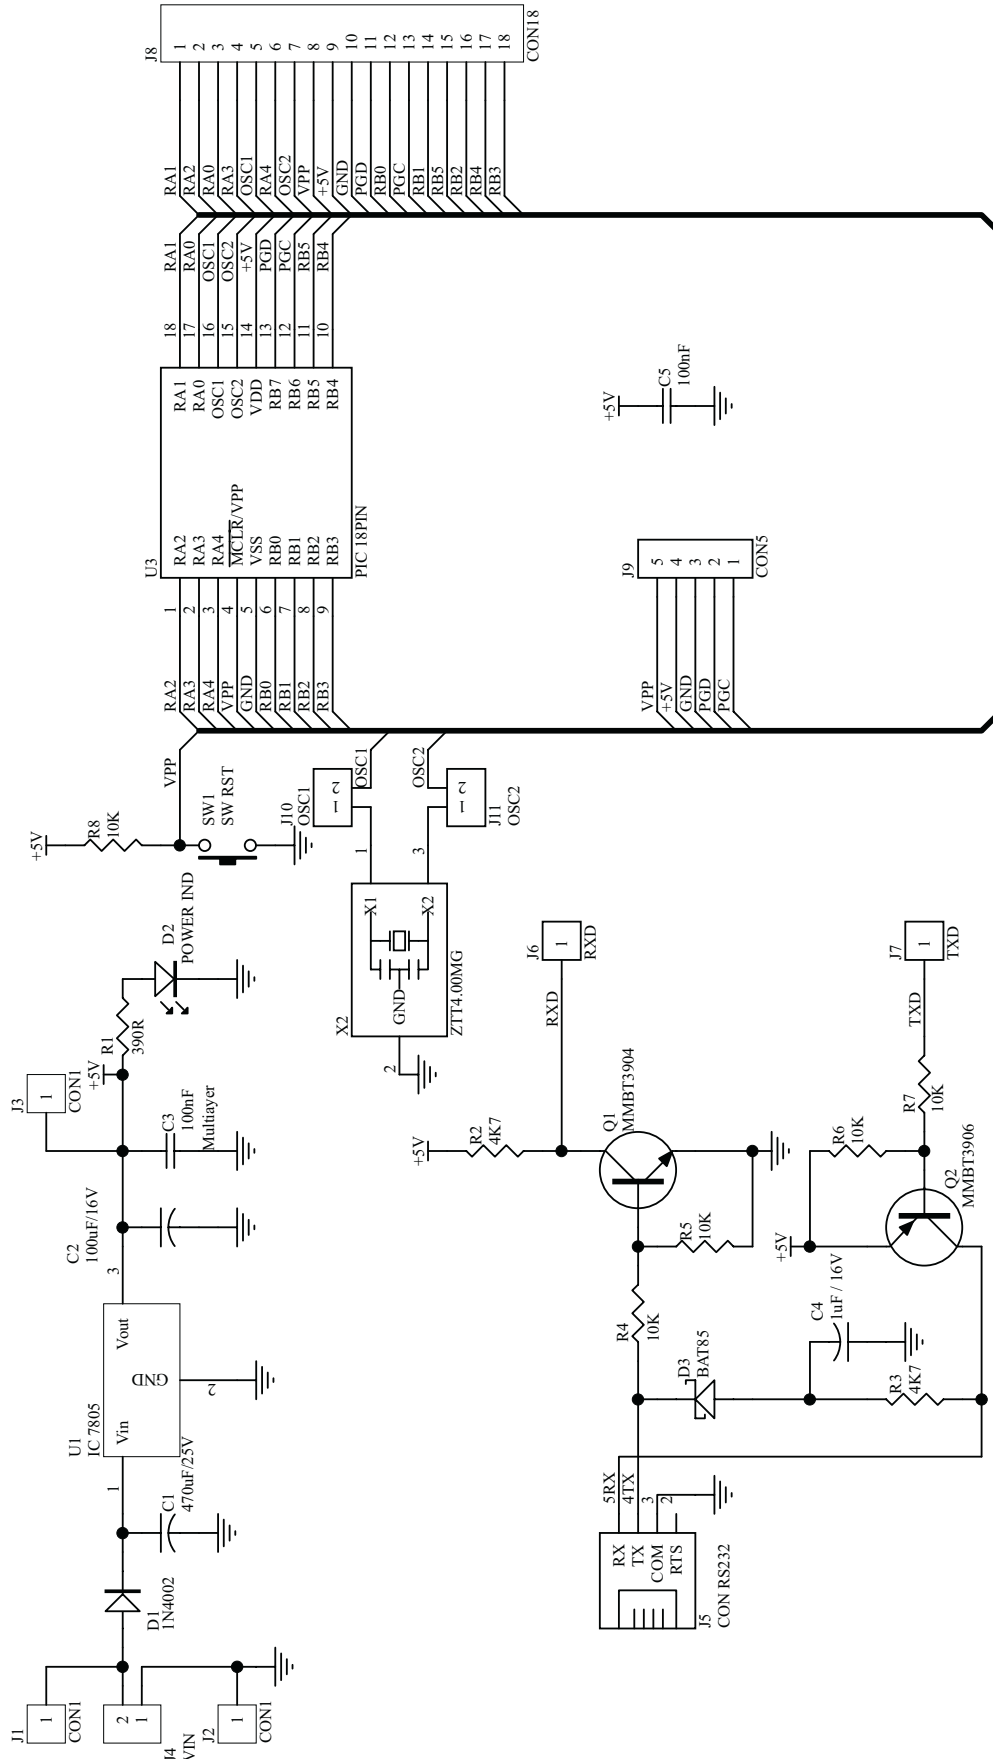 J1
1
CON1
2
1
J4
VIN
J2
1
CON1
D1
1N4002
C1
470uF/25V
1
U1
IC 7805
Vin
Vout
GND
2
3
C2
100uF/16V
J3
1
CON1
C3
100nF
Multiayer
+5V
R1
390R
D2
POWER IND
+5V
R8
10K
VPP
SW1
SW RST
J10
OSC1
1
2
OSC1
J11
OSC2
1
2
OSC2
X2
ZTT4.00MG
X1
X2
GND
1
3
2
U3
PIC 18PIN
RA2
RA3
RA4
VPP
GND
RB0
RB1
RB2
RB3
1
2
3
4
5
6
7
8
9
RA2
RA3
RA4
MCLR/VPP
VSS
RB0
RB1
RB2
RB3
RA1
RA0
OSC1
OSC2
VDD
RB7
RB6
RB5
RB4
18
17
16
15
14
13
12
11
10
RA1
RA0
OSC1
OSC2
+5V
PGD
PGC
RB5
RB4
RA1
RA2
RA0
RA3
OSC1
RA4
OSC2
VPP
+5V
GND
PGD
RB0
PGC
RB1
RB5
RB2
RB4
RB3
J8
1
2
3
4
5
6
7
8
9
10
11
12
13
14
15
16
17
18
CON18
J5
CON RS232
RX
TX
COM
RTS
5RX
4TX
3
2
D3
BAT85
R4
10K
R5
10K
+5V
R2
4K7
Q1
MMBT3904
RXD
J6
1
RXD
R3
4K7
C4
1uF / 16V
+5V
Q2
MMBT3906
R6
10K
R7
10K
TXD
J7
1
TXD
VPP
+5V
GND
PGD
PGC
J9
5
4
3
2
1
CON5
+5V
C5
100nF